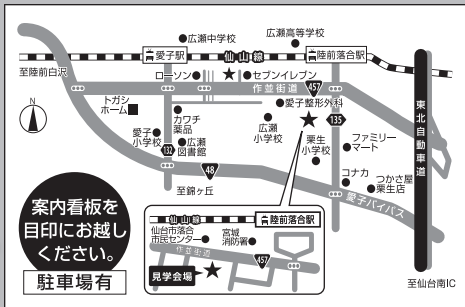 広瀬中学校
広瀬高等学校
愛子駅
仙山線
陸前落合駅
至陸前白沢
ローソン
セブンイレブン
作並街道
457
トガシ
ホーム
愛子整形外科
N
カワチ
薬品
広瀬
小学校
135
東北自動車道
愛子
小学校
132
広瀬
図書館
栗生
小学校
ファミリー
マート
48
コナカ
つかさ屋
栗生店
至錦ヶ丘
愛子バイパス
案内看板を
目印にお越し
ください。
駐車場有
仙山線
陸前落合駅
仙台市落合
市民センター
宮城
消防署
作並街道
457
見学会場
至仙台南IC